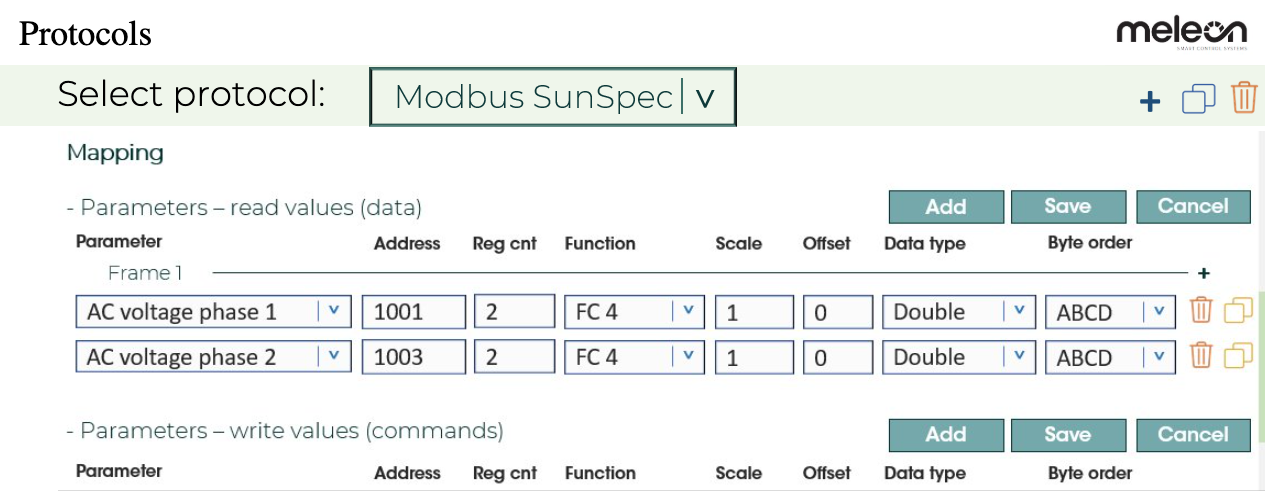 Protocols
meleon
SMART CONTROL SYSTEMS
Select protocol: Modbus SunSpec
Mapping
- Parameters – read values (data) Add Save Cancel
Parameter Address Reg cnt Function Scale Offset Data type Byte order
Frame 1 +
AC voltage phase 1 1001 2 FC 4 1 0 Double ABCD
AC voltage phase 2 1003 2 FC 4 1 0 Double ABCD
- Parameters – write values (commands) Add Save Cancel
Parameter Address Reg cnt Function Scale Offset Data type Byte order